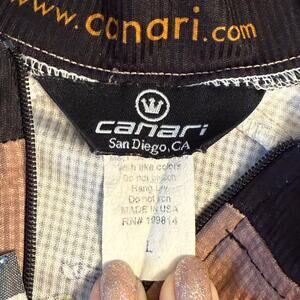 www.canari.com
canari
San Diego, CA
wash like colors
Do not bleach
Hang Dry
Do not iron
MADE IN USA
RN# 109814
L